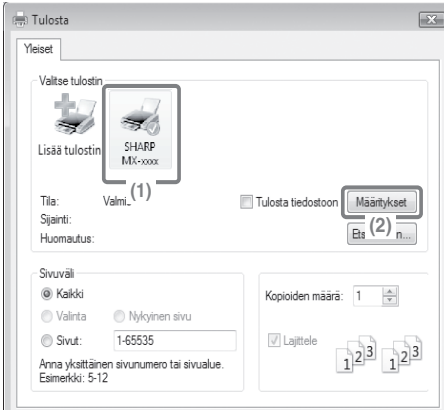 Tulosta
Yleiset
Valitse tulostin
Lisää tulostin
SHARP
MX-xxxx
(1)
Tila:
Tulosta tiedostoon
Määritykset
Sijainti:
(2)
Huomautus:
Sivuväli
Kaikki
Valinta
Nykyinen sivu
Sivut:
1-65535
Anna yksittäinen sivunumero tai sivualue.
Esimerkki: 5-12
Kopioiden määrä:
1
Lajittele
1 2 3
1 2 3